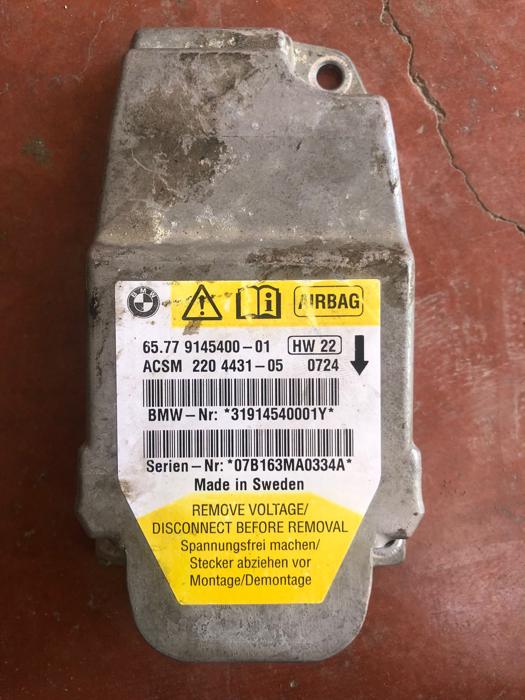 BMW AIRBAG
65.77 9145400-01 HW 22
ACSM 220 4431-05 0724
BMW-Nr: *31914540001Y*
Serien-Nr: *07B163MA0334A*
Made in Sweden
REMOVE VOLTAGE/
DISCONNECT BEFORE REMOVAL
Spannungsfrei machen/
Stecker abziehen vor
Montage/Demontage